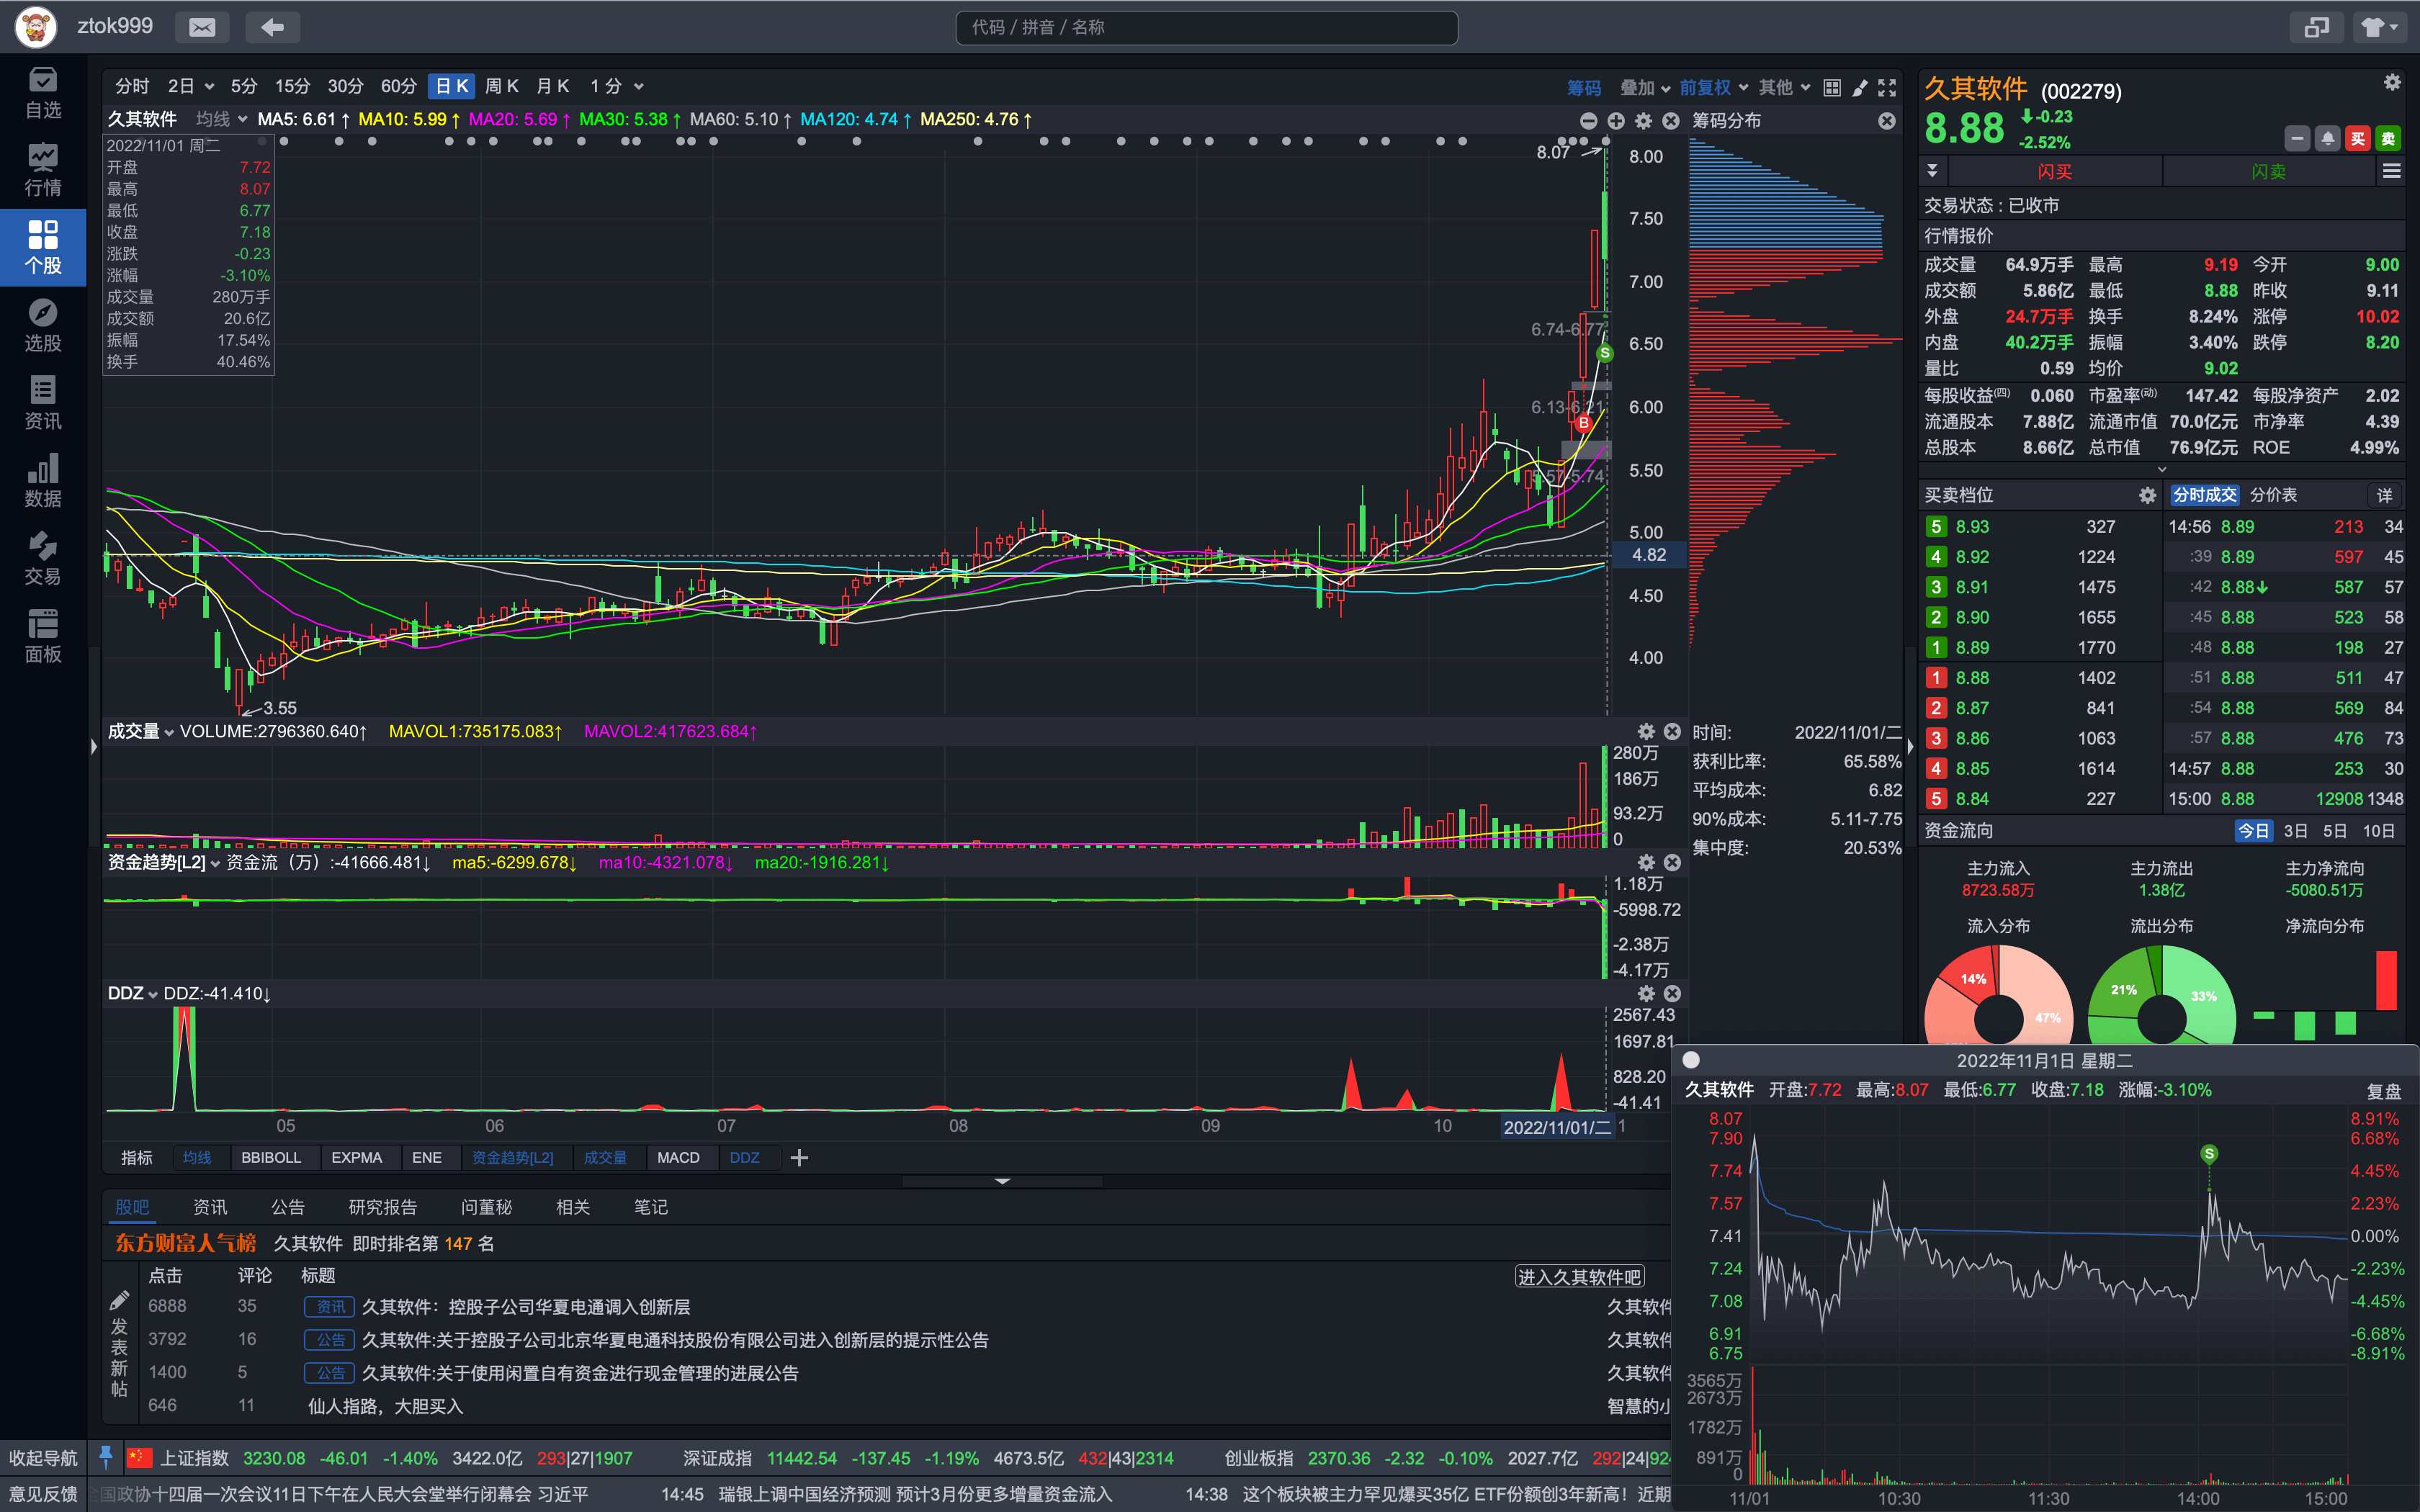 ztok999
代码 / 拼音 / 名称
自选
行情
个股
选股
资讯
数据
交易
面板
分时 2日 5分 15分 30分 60分 日K 周K 月K 1分 筹码 叠加 前复权 其他
久其软件 均线 MA5: 6.61↑ MA10: 5.99↑ MA20: 5.69↑ MA30: 5.38↑ MA60: 5.10↑ MA120: 4.74↑ MA250: 4.76↑
筹码分布
2022/11/01 周二
开盘 7.72
最高 8.07
最低 6.77
收盘 7.18
涨跌 -0.23
涨幅 -3.10%
成交量 280万手
成交额 20.6亿
振幅 17.54%
换手 40.46%
8.07
6.74-6.77
S
6.13-6.21
B
5.57-5.74
3.55
8.00
7.50
7.00
6.50
6.00
5.50
5.00
4.82
4.50
4.00
成交量 VOLUME:2796360.640↑ MAVOL1:735175.083↑ MAVOL2:417623.684↑
280万
186万
93.2万
0
资金趋势[L2] 资金流（万）:-41666.481↓ ma5:-6299.678↓ ma10:-4321.078↓ ma20:-1916.281↓
1.18万
-5998.72
-2.38万
-4.17万
DDZ DDZ:-41.410↓
2567.43
1697.81
828.20
-41.41
05 06 07 08 09 10 2022/11/01/二 1
指标 均线 BBIBOLL EXPMA ENE 资金趋势[L2] 成交量 MACD DDZ
时间: 2022/11/01/二
获利比率: 65.58%
平均成本: 6.82
90%成本: 5.11-7.75
集中度: 20.53%
久其软件 (002279)
8.88 -0.23
-2.52%
买 卖
闪买 闪卖
交易状态 : 已收市
行情报价
成交量 64.9万手 最高 9.19 今开 9.00
成交额 5.86亿 最低 8.88 昨收 9.11
外盘 24.7万手 换手 8.24% 涨停 10.02
内盘 40.2万手 振幅 3.40% 跌停 8.20
量比 0.59 均价 9.02
每股收益(四) 0.060 市盈率(动) 147.42 每股净资产 2.02
流通股本 7.88亿 流通市值 70.0亿元 市净率 4.39
总股本 8.66亿 总市值 76.9亿元 ROE 4.99%
买卖档位 分时成交 分价表 详
5 8.93 327 14:56 8.89 213 34
4 8.92 1224 :39 8.89 597 45
3 8.91 1475 :42 8.88↓ 587 57
2 8.90 1655 :45 8.88 523 58
1 8.89 1770 :48 8.88 198 27
1 8.88 1402 :51 8.88 511 47
2 8.87 841 :54 8.88 569 84
3 8.86 1063 :57 8.88 476 73
4 8.85 1614 14:57 8.88 253 30
5 8.84 227 15:00 8.88 12908 1348
资金流向 今日 3日 5日 10日
主力流入 主力流出 主力净流向
8723.58万 1.38亿 -5080.51万
流入分布 流出分布 净流向分布
14% 47% 21% 33%
股吧 资讯 公告 研究报告 问董秘 相关 笔记
东方财富人气榜 久其软件 即时排名第 147 名
点击 评论 标题
进入久其软件吧
发表新帖
6888 35 资讯 久其软件：控股子公司华夏电通调入创新层 久其软件
3792 16 公告 久其软件:关于控股子公司北京华夏电通科技股份有限公司进入创新层的提示性公告 久其软件
1400 5 公告 久其软件:关于使用闲置自有资金进行现金管理的进展公告 久其软件
646 11 仙人指路，大胆买入 智慧的小
2022年11月1日 星期二
久其软件 开盘:7.72 最高:8.07 最低:6.77 收盘:7.18 涨幅:-3.10% 复盘
8.07 8.91%
7.90 6.68%
7.74 4.45%
7.57 2.23%
7.41 0.00%
7.24 -2.23%
7.08 -4.45%
6.91 -6.68%
6.75 -8.91%
S
3565万
2673万
1782万
891万
0
11/01 10:30 11:30 14:00 15:00
收起导航 上证指数 3230.08 -46.01 -1.40% 3422.0亿 293|27|1907 深证成指 11442.54 -137.45 -1.19% 4673.5亿 432|43|2314 创业板指 2370.36 -2.32 -0.10% 2027.7亿 292|24|924
意见反馈 全国政协十四届一次会议11日下午在人民大会堂举行闭幕会 习近平 14:45 瑞银上调中国经济预测 预计3月份更多增量资金流入 14:38 这个板块被主力罕见爆买35亿 ETF份额创3年新高！近期